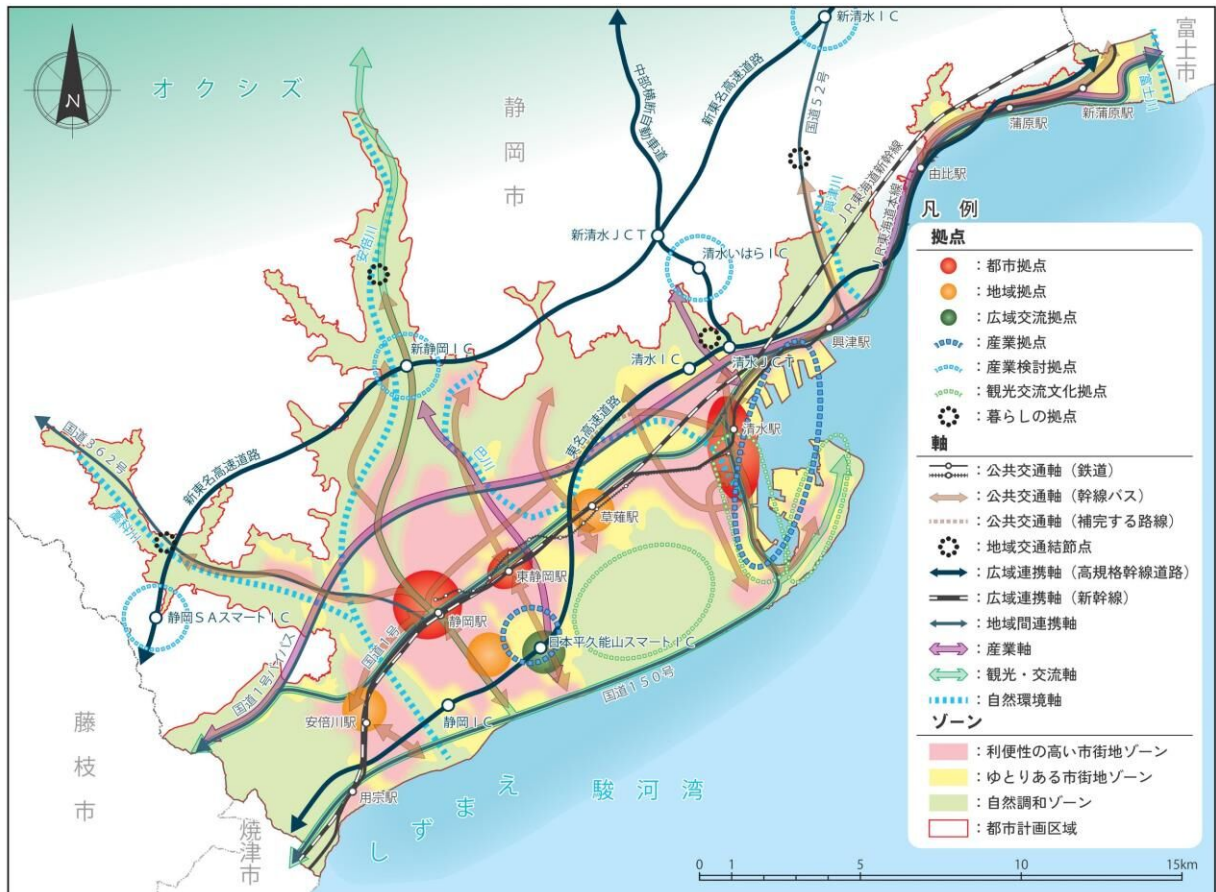 新清水IC
富士市
オクシズ
N
静岡市
中部横断自動車道
新東名高速道路
国道52号
富士川
新蒲原駅
蒲原駅
由比駅
JR東海道新幹線
JR東海道本線
興津川
安倍川
新清水JCT
清水いはらIC
興津駅
新静岡IC
清水IC
清水JCT
国道362号
新東名高速道路
藁科川
巴川
東名高速道路
清水駅
草薙駅
東静岡駅
静岡駅
静岡SAスマートIC
国道1号
日本平久能山スマートIC
国道1号バイパス
国道150号
安倍川駅
静岡IC
藤枝市
用宗駅
焼津市
しずまえ
駿河湾
凡例
拠点
：都市拠点
：地域拠点
：広域交流拠点
：産業拠点
：産業検討拠点
：観光交流文化拠点
：暮らしの拠点
軸
：公共交通軸（鉄道）
：公共交通軸（幹線バス）
：公共交通軸（補完する路線）
：地域交通結節点
：広域連携軸（高規格幹線道路）
：広域連携軸（新幹線）
：地域間連携軸
：産業軸
：観光・交流軸
：自然環境軸
ゾーン
：利便性の高い市街地ゾーン
：ゆとりある市街地ゾーン
：自然調和ゾーン
：都市計画区域
0 1 5 10 15km